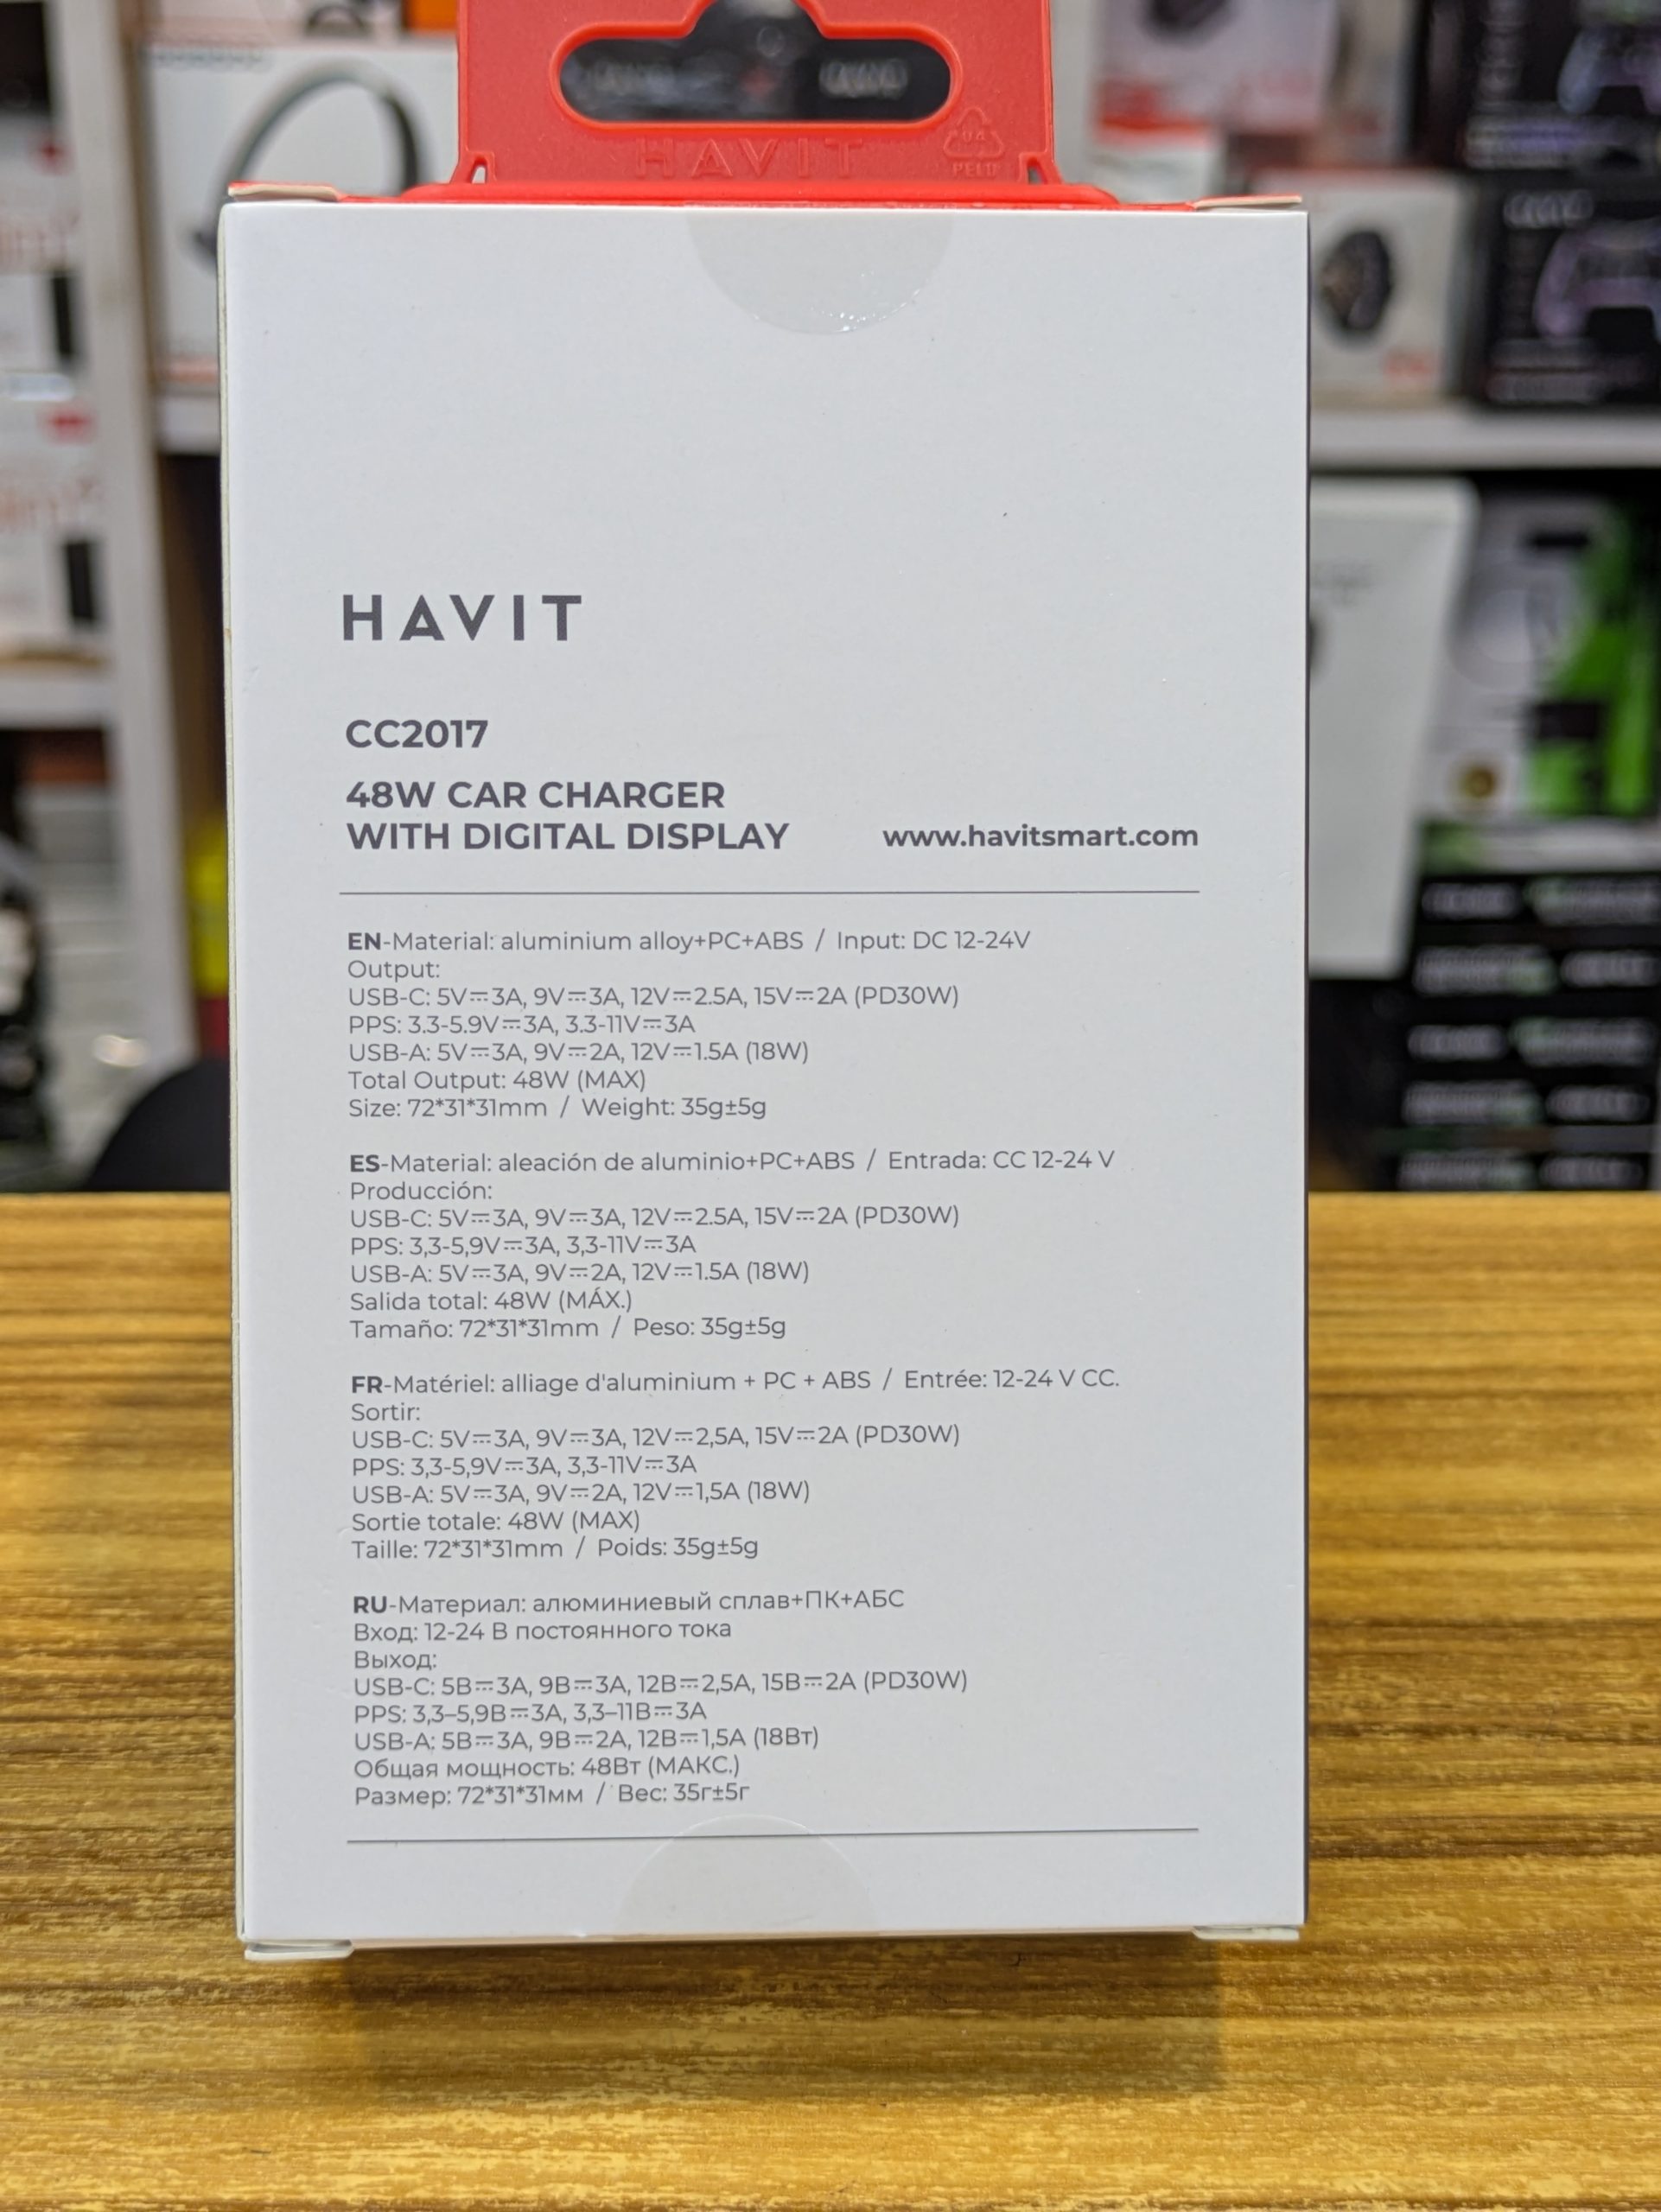 HAVIT
04
PELD
HAVIT
CC2017
48W CAR CHARGER
WITH DIGITAL DISPLAY
www.havitsmart.com
EN-Material: aluminium alloy+PC+ABS / Input: DC 12-24V
Output:
USB-C: 5V⎓3A, 9V⎓3A, 12V⎓2.5A, 15V⎓2A (PD30W)
PPS: 3.3-5.9V⎓3A, 3.3-11V⎓3A
USB-A: 5V⎓3A, 9V⎓2A, 12V⎓1.5A (18W)
Total Output: 48W (MAX)
Size: 72*31*31mm / Weight: 35g±5g
ES-Material: aleación de aluminio+PC+ABS / Entrada: CC 12-24 V
Producción:
USB-C: 5V⎓3A, 9V⎓3A, 12V⎓2.5A, 15V⎓2A (PD30W)
PPS: 3,3-5,9V⎓3A, 3,3-11V⎓3A
USB-A: 5V⎓3A, 9V⎓2A, 12V⎓1.5A (18W)
Salida total: 48W (MÁX.)
Tamaño: 72*31*31mm / Peso: 35g±5g
FR-Matériel: alliage d'aluminium + PC + ABS / Entrée: 12-24 V CC.
Sortir:
USB-C: 5V⎓3A, 9V⎓3A, 12V⎓2,5A, 15V⎓2A (PD30W)
PPS: 3,3-5,9V⎓3A, 3,3-11V⎓3A
USB-A: 5V⎓3A, 9V⎓2A, 12V⎓1,5A (18W)
Sortie totale: 48W (MAX)
Taille: 72*31*31mm / Poids: 35g±5g
RU-Материал: алюминиевый сплав+ПК+АБС
Вход: 12-24 В постоянного тока
Выход:
USB-C: 5В⎓3A, 9В⎓3A, 12В⎓2,5A, 15В⎓2A (PD30W)
PPS: 3,3–5,9В⎓3A, 3,3–11В⎓3A
USB-A: 5В⎓3A, 9В⎓2A, 12В⎓1,5A (18Вт)
Общая мощность: 48Вт (МАКС.)
Размер: 72*31*31мм / Вес: 35г±5г